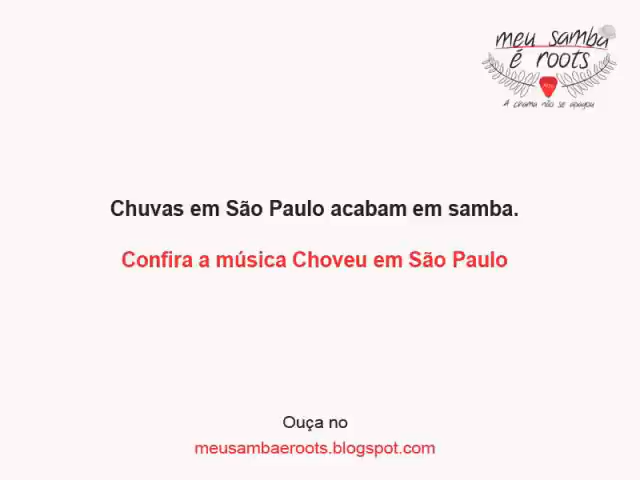 meu samba
é roots
A chama não se apagou
Chuvas em São Paulo acabam em samba.
Confira a música Choveu em São Paulo
Ouça no
meusambaeroots.blogspot.com